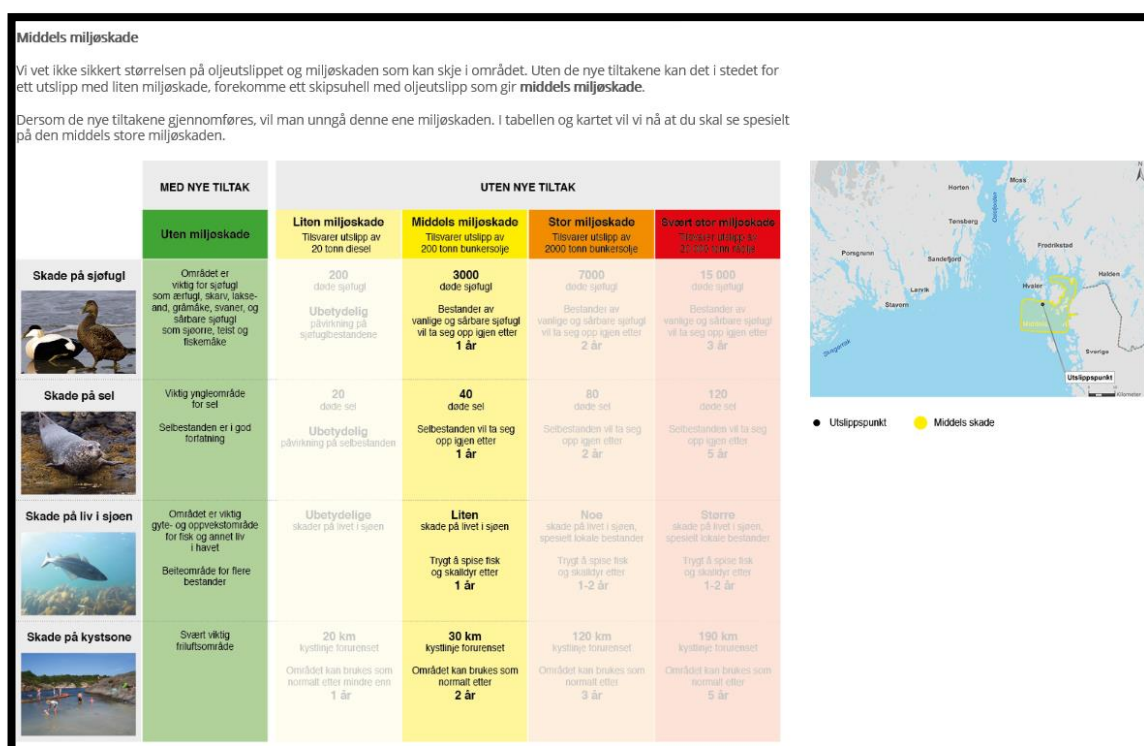 Middels miljøskade
Vi vet ikke sikkert størrelsen på oljeutslippet og miljøskaden som kan skje i området. Uten de nye tiltakene kan det i stedet for
ett utslipp med liten miljøskade, forekomme ett skipsuhell med oljeutslipp som gir middels miljøskade.
Dersom de nye tiltakene gjennomføres, vil man unngå denne ene miljøskaden. I tabellen og kartet vil vi nå at du skal se spesielt
på den middels store miljøskaden.
MED NYE TILTAK
UTEN NYE TILTAK
Uten miljøskade
Liten miljøskade
Tilsvarer utslipp av
20 tonn diesel
Middels miljøskade
Tilsvarer utslipp av
200 tonn bunkersolje
Stor miljøskade
Tilsvarer utslipp av
2000 tonn bunkersolje
Svært stor miljøskade
Tilsvarer utslipp av
Skade på sjøfugl
Området er
viktig for sjøfugl
som ærfugl, skarv, lakse-
and, gråmåke, svaner, og
sårbare sjøfugl
som sjøorre, teist og
fiskemåke
200
døde sjøfugl
Ubetydelig
påvirkning på
sjøfuglbestandene
3000
døde sjøfugl
Bestander av
vanlige og sårbare sjøfugl
vil ta seg opp igjen etter
1 år
7000
døde sjøfugl
Bestander av
vanlige og sårbare sjøfugl
vil ta seg opp igjen etter
2 år
15 000
døde sjøfugl
Bestander av
vanlige og sårbare sjøfugl
vil ta seg opp igjen etter
3 år
Skade på sel
Viktig yngleområde
for sel
Selbestanden er i god
forfatning
20
døde sel
Ubetydelig
påvirkning på selbestanden
40
døde sel
Selbestanden vil ta seg
opp igjen etter
1 år
80
døde sel
Selbestanden vil ta seg
opp igjen etter
2 år
120
døde sel
Selbestanden vil ta seg
opp igjen etter
5 år
Skade på liv i sjøen
Området er viktig
gyte- og oppvekstområde
for fisk og annet liv
i havet
Beiteområde for flere
bestander
Ubetydelige
skader på livet i sjøen
Liten
skade på livet i sjøen
Trygt å spise fisk
og skalldyr etter
1 år
Noe
skade på livet i sjøen,
spesielt lokale bestander
Trygt å spise fisk
og skalldyr etter
1-2 år
Større
skade på livet i sjøen,
spesielt lokale bestander
Trygt å spise fisk
og skalldyr etter
1-2 år
Skade på kystsone
Svært viktig
friluftsområde
20 km
kystlinje forurenset
Området kan brukes som
normalt etter mindre enn
1 år
30 km
kystlinje forurenset
Området kan brukes som
normalt etter
2 år
120 km
kystlinje forurenset
Området kan brukes som
normalt etter
3 år
190 km
kystlinje forurenset
Området kan brukes som
normalt etter
5 år
N
Moss
Horten
Oslofjorden
Tønsberg
Fredrikstad
Porsgrunn
Sandefjord
Halden
Hvaler
Larvik
Stavern
Sverige
Skagerrak
Utslippspunkt
Kilometer
Utslippspunkt
Middels skade